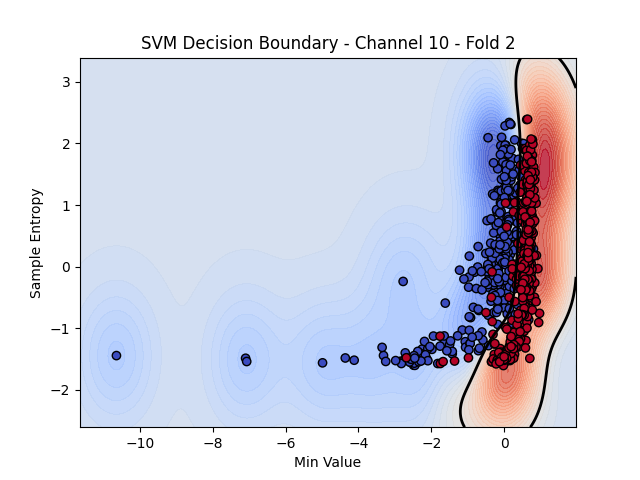 SVM Decision Boundary - Channel 10 - Fold 2
3
2
1
0
−1
−2
Sample Entropy
−10 −8 −6 −4 −2 0
Min Value